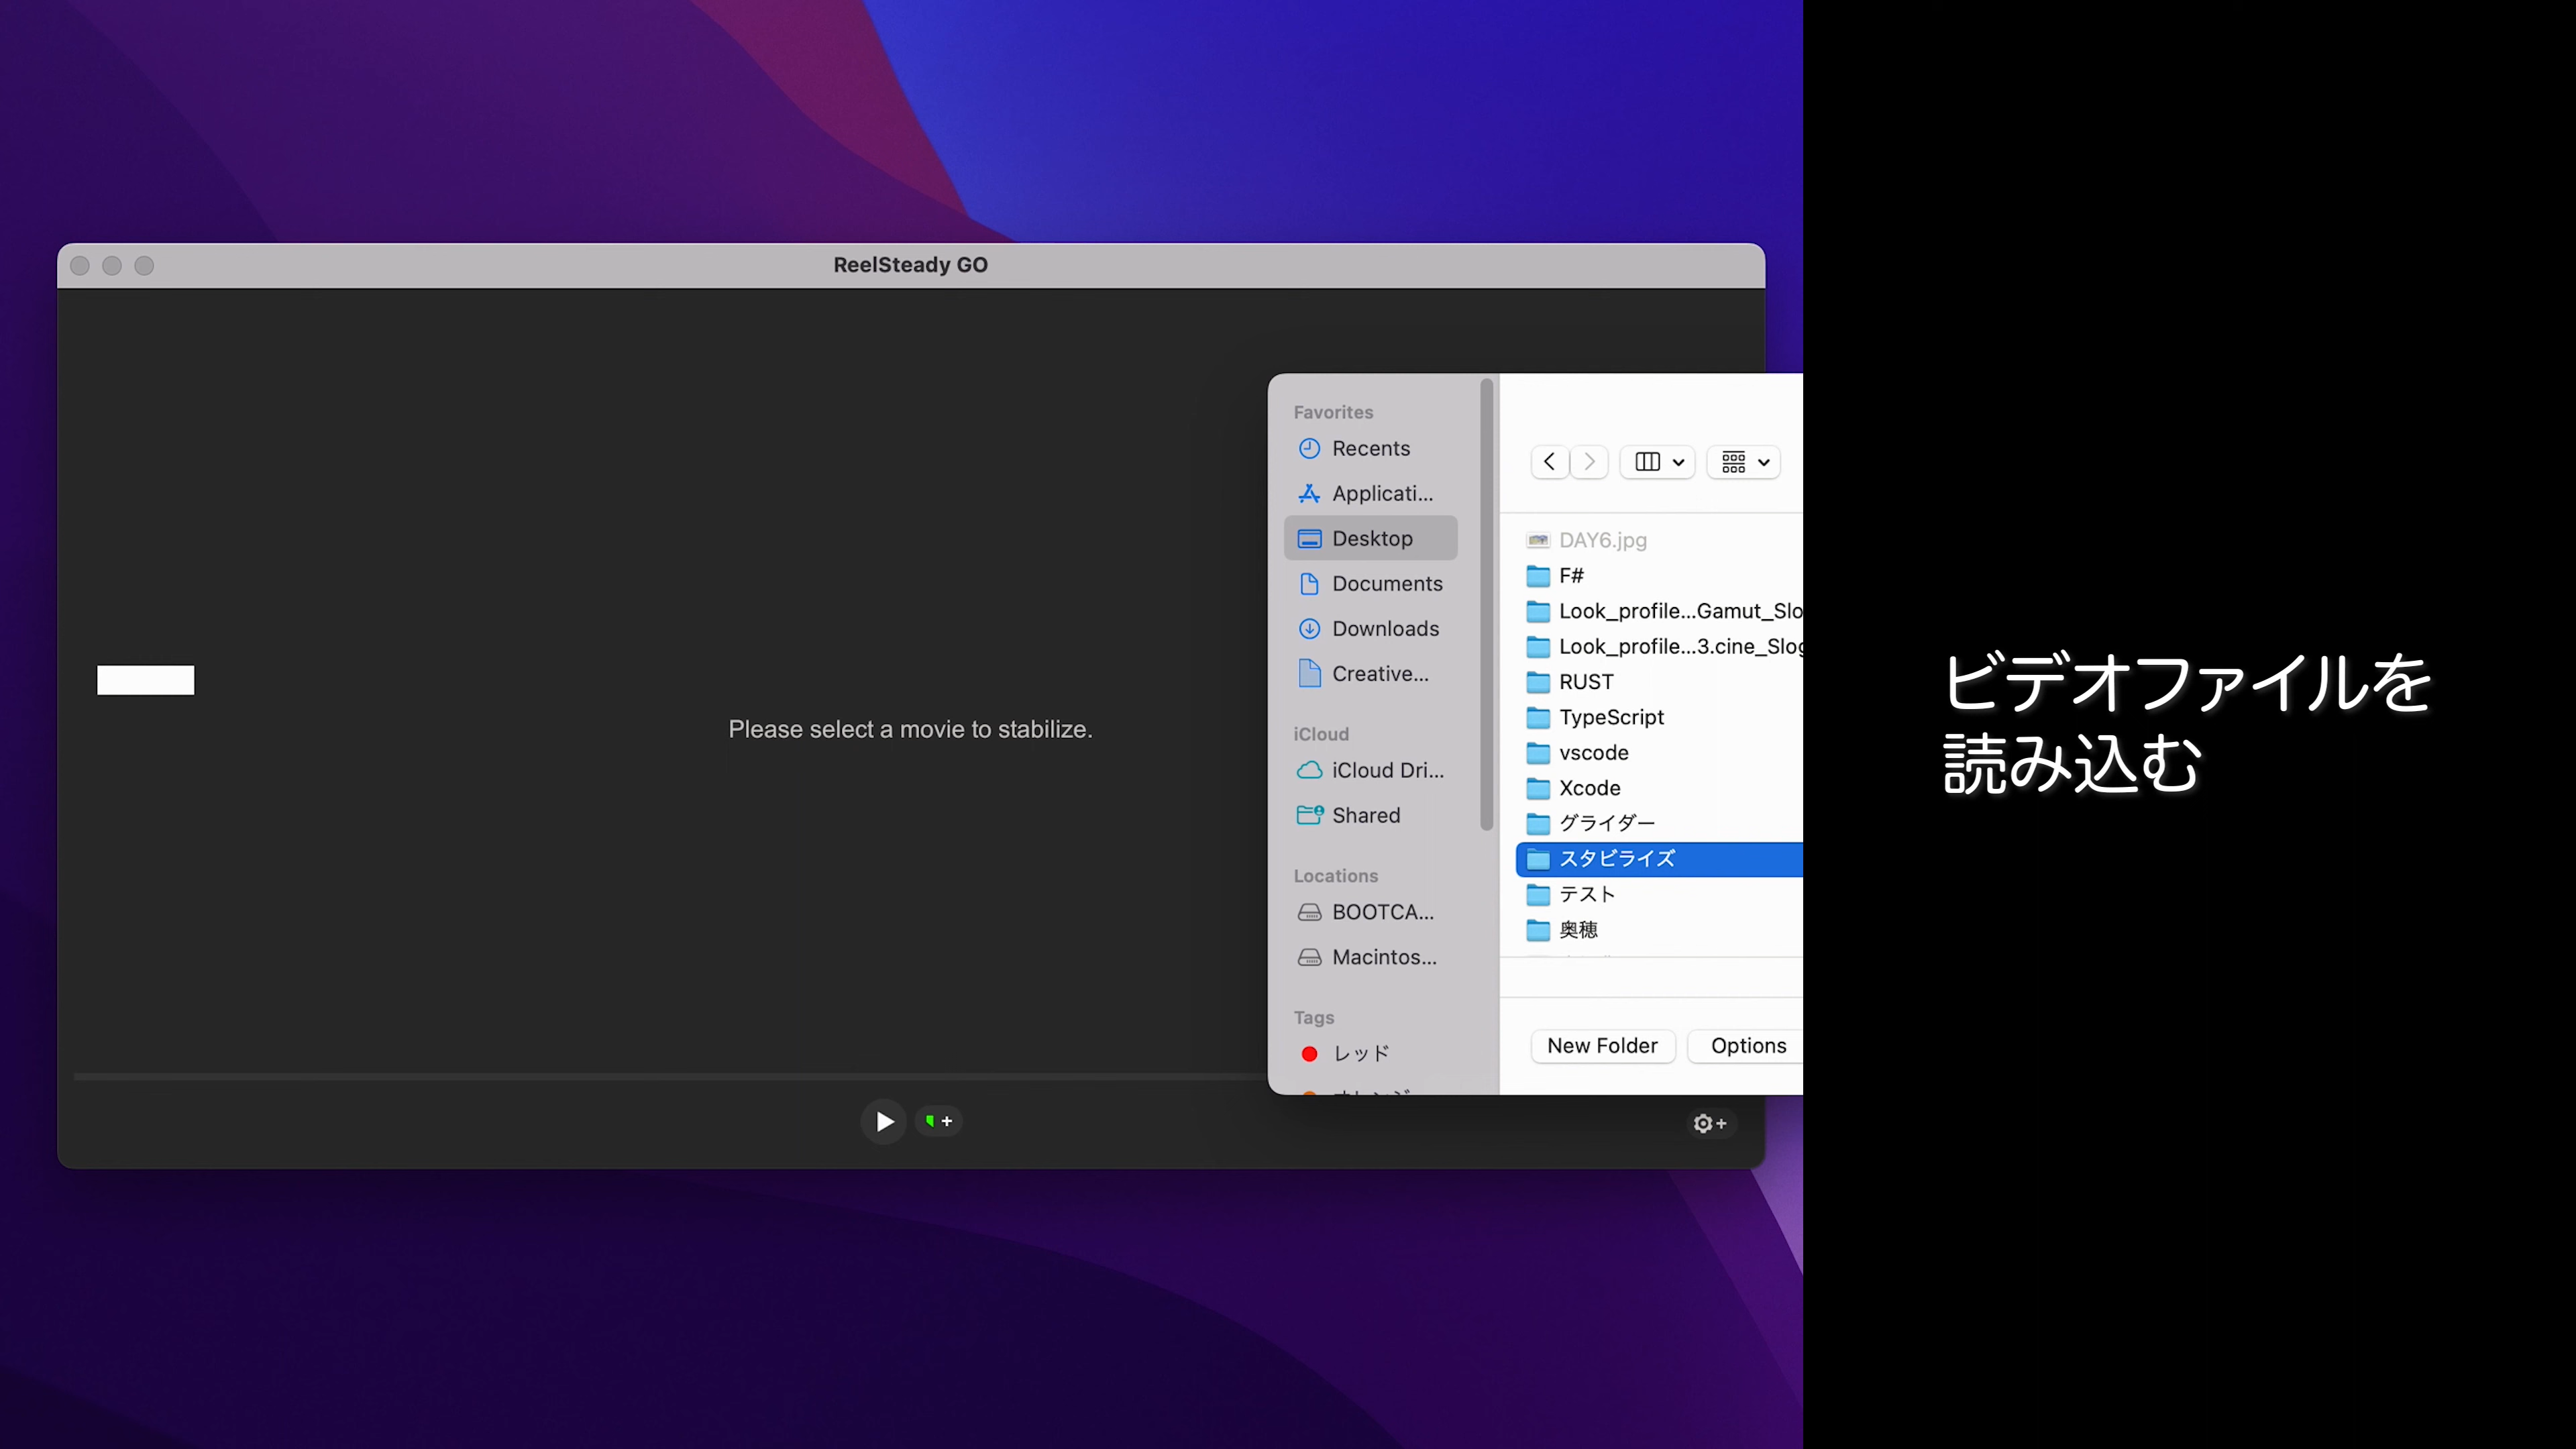 ReelSteady GO
Please select a movie to stabilize.
Favorites
Recents
Applicati...
Desktop
Documents
Downloads
Creative...
iCloud
iCloud Dri...
Shared
Locations
BOOTCA...
Macintos...
Tags
レッド
DAY6.jpg
F#
Look_profile...Gamut_Slo
Look_profile...3.cine_Slog
RUST
TypeScript
vscode
Xcode
グライダー
スタビライズ
テスト
奥穂
New Folder
Options
ビデオファイルを
読み込む